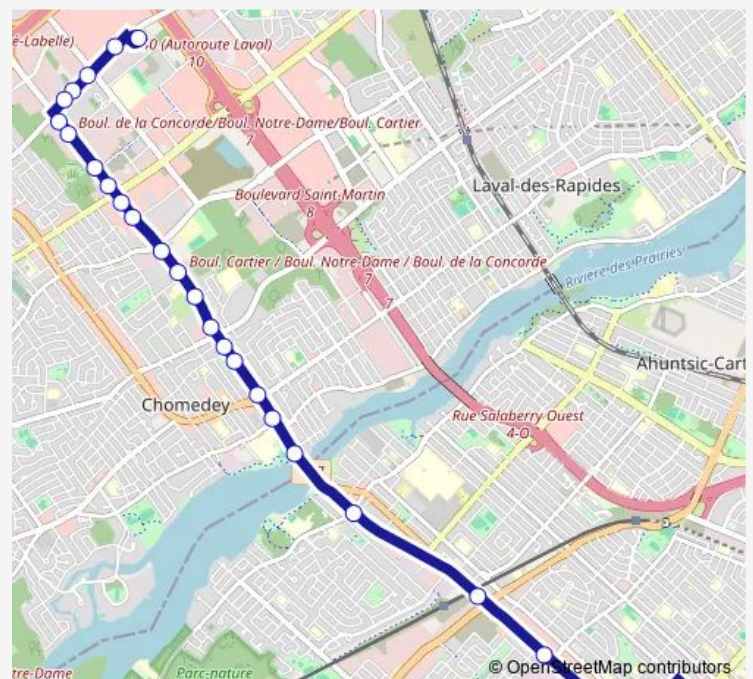 é-Labelle)
0 (Autoroute Laval)
10
Boul. de la Concorde/Boul. Notre-Dame/Boul. Cartier
7
Boulevard Saint-Martin
8
Laval-des-Rapides
Boul. Cartier / Boul. Notre-Dame / Boul. de la Concorde
7
7
Rivière des Prairies
Ahuntsic-Cart
Chomedey
Rue Salaberry Ouest
4-O
tre-Dame
Parc-nature
© OpenStreetMap contributors